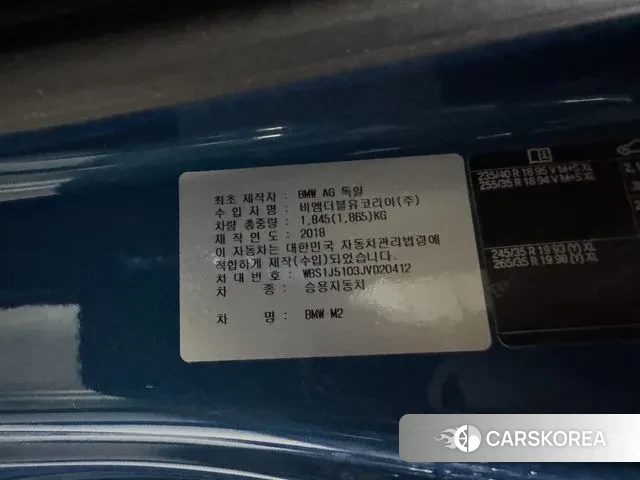 최초 제작자 : BMW AG 독일
수 입 자 명 : 비엠더블유코리아(주)
차량 총중량 : 1,845(1,865)KG
제 작 연 도 : 2018
이 자동차는 대한민국 자동차관리법령에
적합하게 제작(수입)되었습니다.
차 대 번 호 : WBS1J5103JVD20412
차 종 : 승용자동차
차 명 : BMW M2
235/40 R 18 95 V M+S XL
255/35 R 18 94 V M+S XL
245/35 R 19 93 (Y) XL
265/35 R 19 98 (Y) XL
CARSKOREA